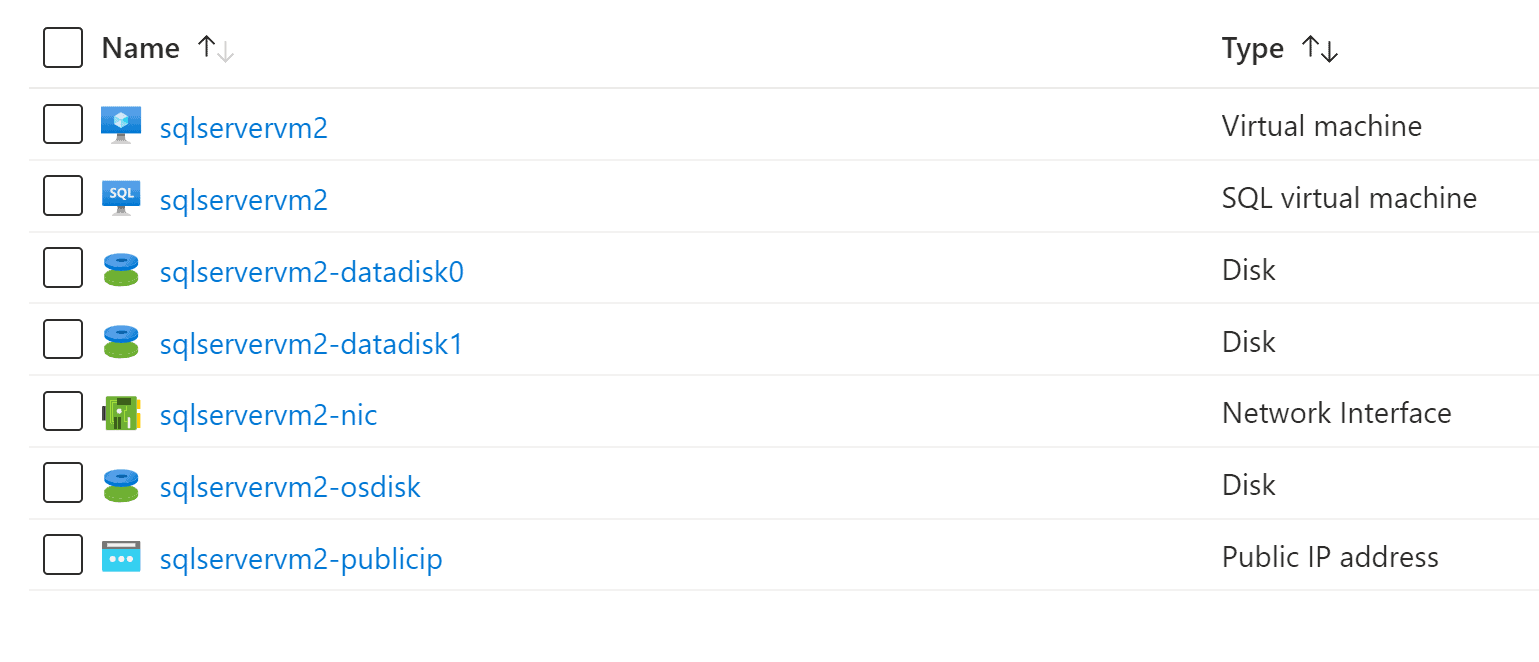 Name ↑↓ Type ↑↓
sqlservervm2 Virtual machine
SQL sqlservervm2 SQL virtual machine
sqlservervm2-datadisk0 Disk
sqlservervm2-datadisk1 Disk
sqlservervm2-nic Network Interface
sqlservervm2-osdisk Disk
sqlservervm2-publicip Public IP address